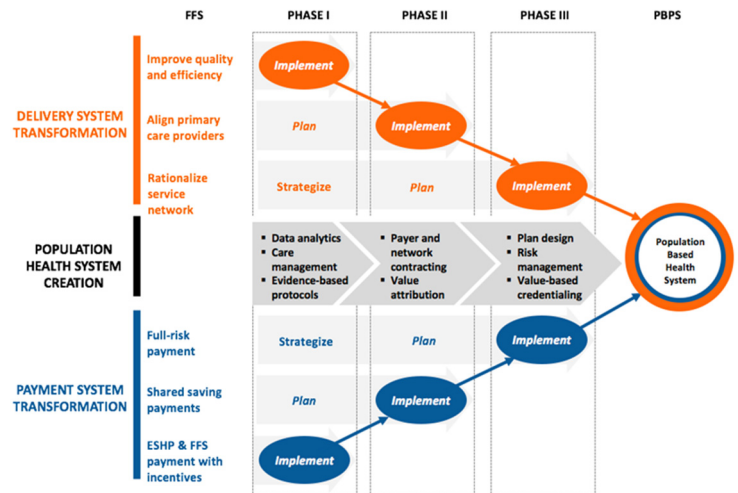 FFS PHASE I PHASE II PHASE III PBPS
Improve quality
and efficiency
Implement
DELIVERY SYSTEM
TRANSFORMATION
Align primary
care providers
Plan
Implement
Rationalize
service
network
Strategize
Plan
Implement
POPULATION
HEALTH SYSTEM
CREATION
▪ Data analytics
▪ Care
management
▪ Evidence-based
protocols
▪ Payer and
network
contracting
▪ Value
attribution
▪ Plan design
▪ Risk
management
▪ Value-based
credentialing
Population
Based
Health
System
Full-risk
payment
Strategize
Plan
Implement
PAYMENT SYSTEM
TRANSFORMATION
Shared saving
payments
Plan
Implement
ESHP & FFS
payment with
incentives
Implement